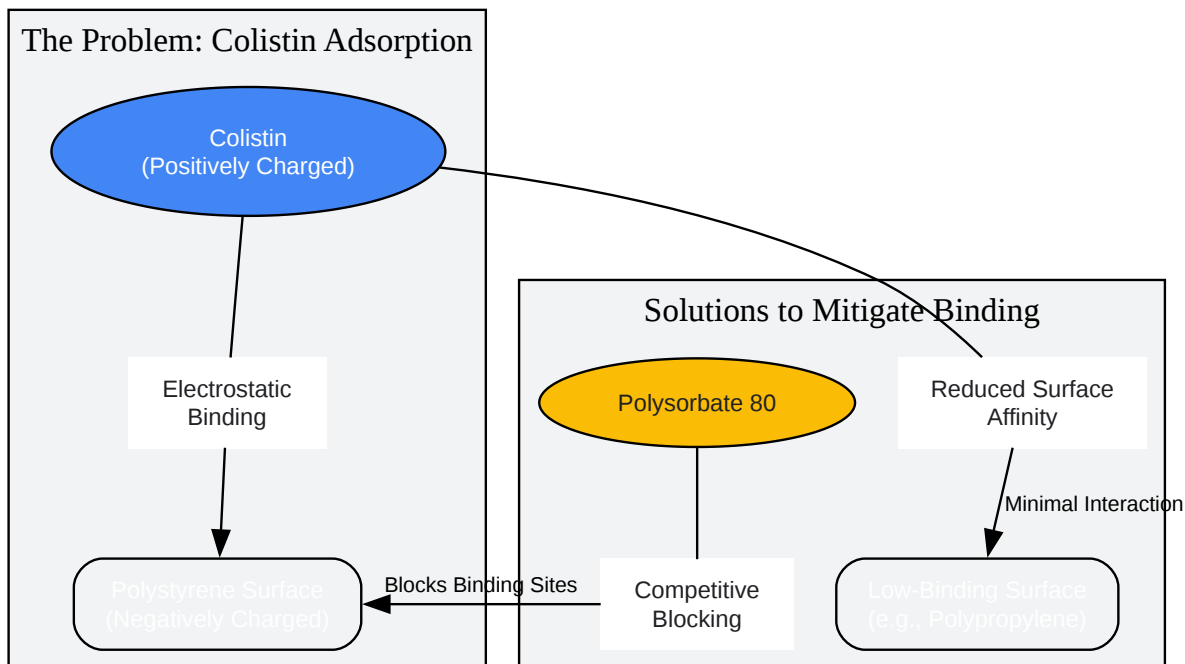 The Problem: Colistin Adsorption
Colistin
(Positively Charged)
Electrostatic
Binding
Polystyrene Surface
(Negatively Charged)
Blocks Binding Sites
Solutions to Mitigate Binding
Polysorbate 80
Competitive
Blocking
Reduced Surface
Affinity
Minimal Interaction
Low-Binding Surface
(e.g., Polypropylene)